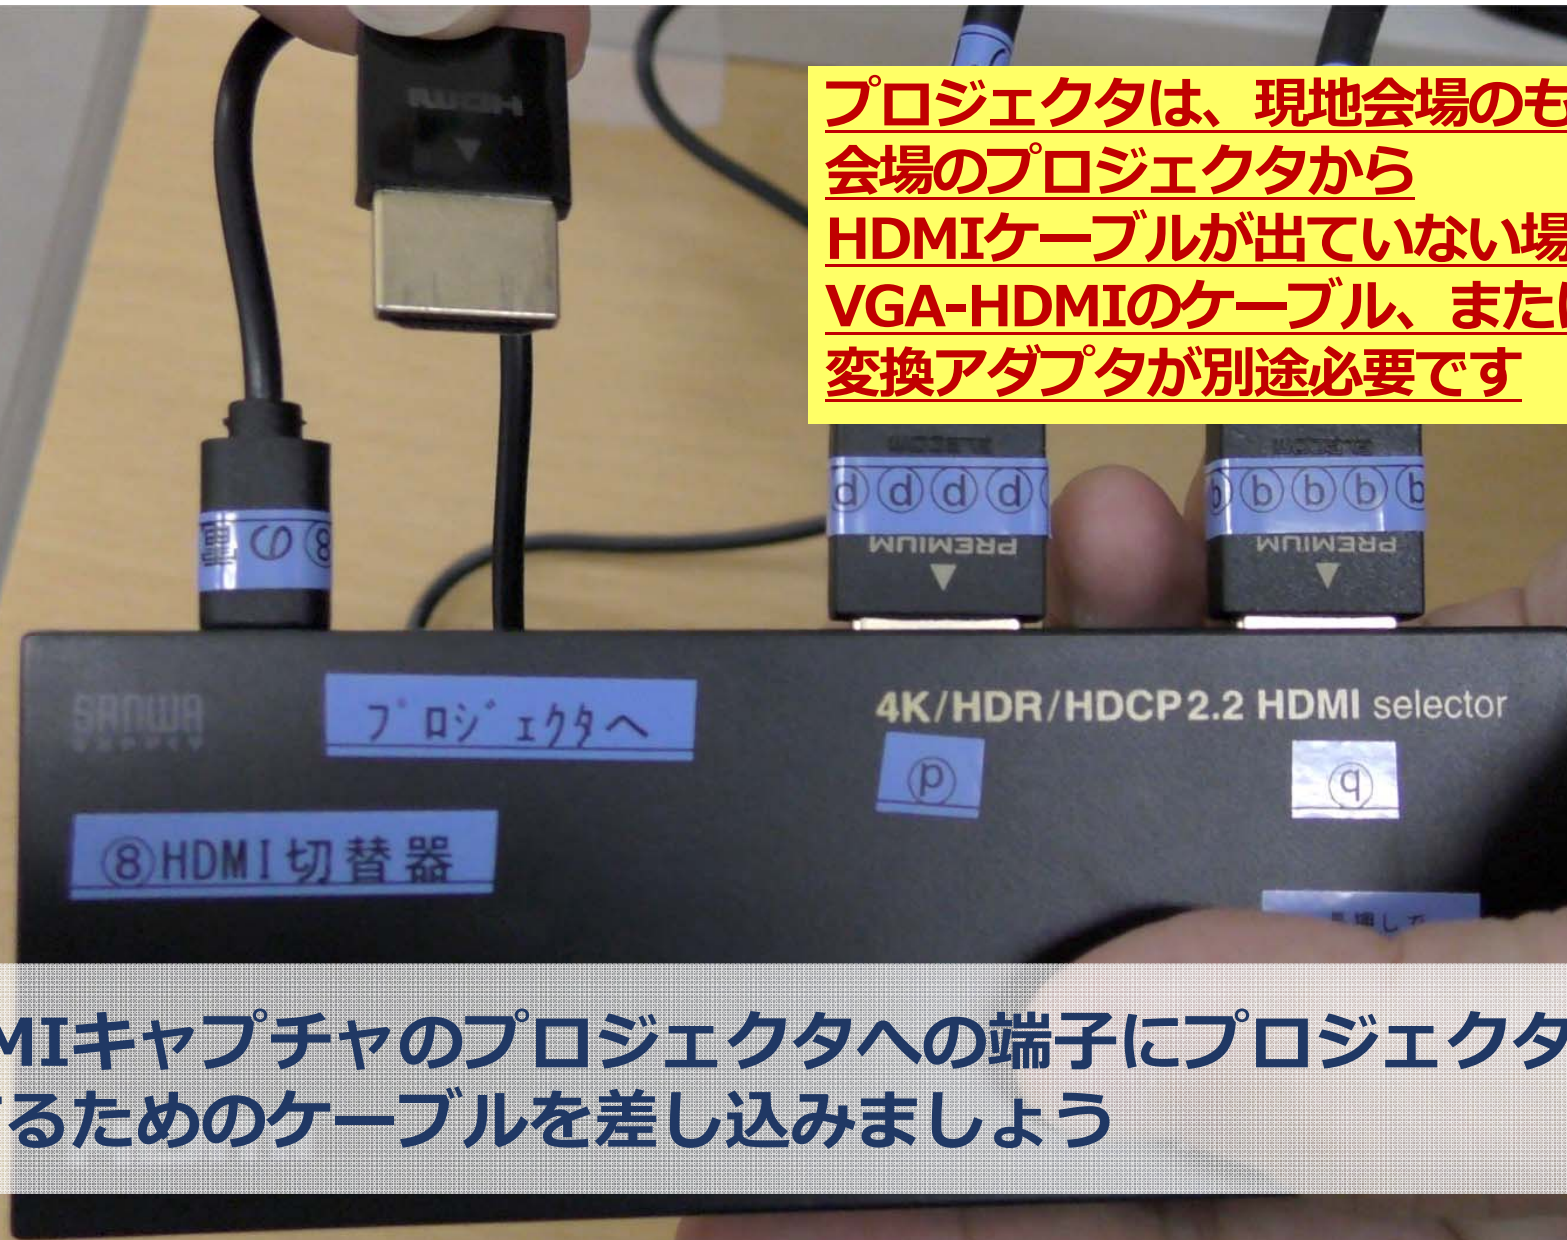 HDMI
プロジェクタは、現地会場のも
会場のプロジェクタから
HDMIケーブルが出ていない場
VGA-HDMIのケーブル、または
変換アダプタが別途必要です
ⓓⓓⓓⓓ
ⓑⓑⓑⓑ
PREMIUM
PREMIUM
SANWA
SUPPLY
プロジェクタへ
4K/HDR/HDCP2.2 HDMI selector
ⓟ
ⓠ
⑧HDMI切替器
長押しで
MIキャプチャのプロジェクタへの端子にプロジェクタ
するためのケーブルを差し込みましょう